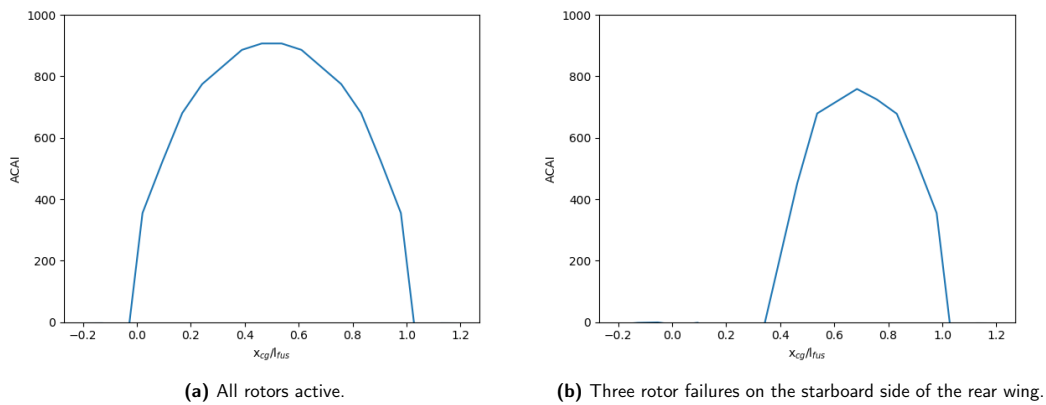 1000
800
600
400
200
0
ACAI
−0.2 0.0 0.2 0.4 0.6 0.8 1.0 1.2
x_cg/l_fus
(a) All rotors active.
1000
800
600
400
200
0
ACAI
−0.2 0.0 0.2 0.4 0.6 0.8 1.0 1.2
x_cg/l_fus
(b) Three rotor failures on the starboard side of the rear wing.